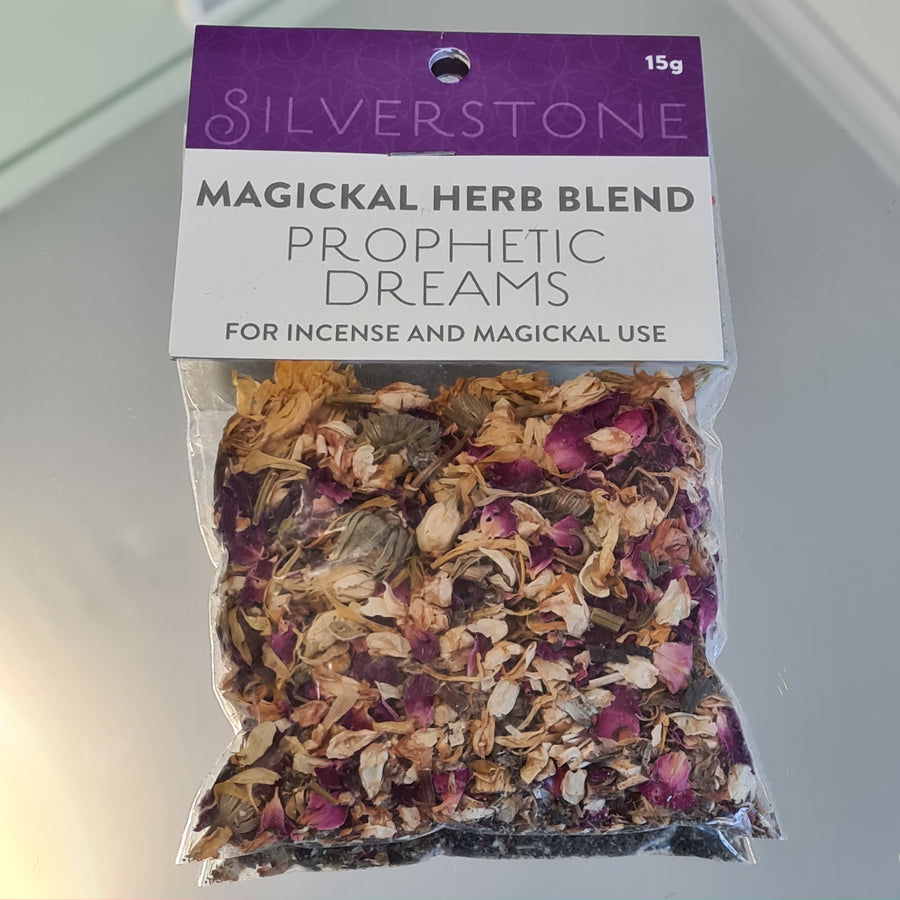 15g
SILVERSTONE
MAGICKAL HERB BLEND
PROPHETIC
DREAMS
FOR INCENSE AND MAGICKAL USE